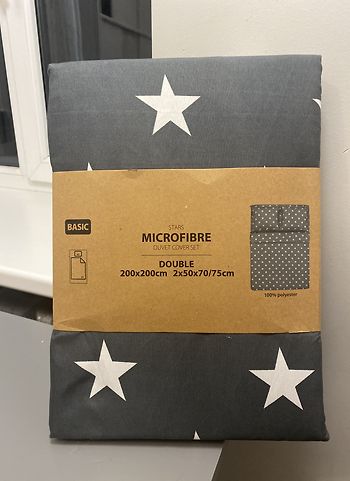 BASIC
STARS
MICROFIBRE
DUVET COVER SET
DOUBLE
200x200cm 2x50x70/75cm
100% polyester